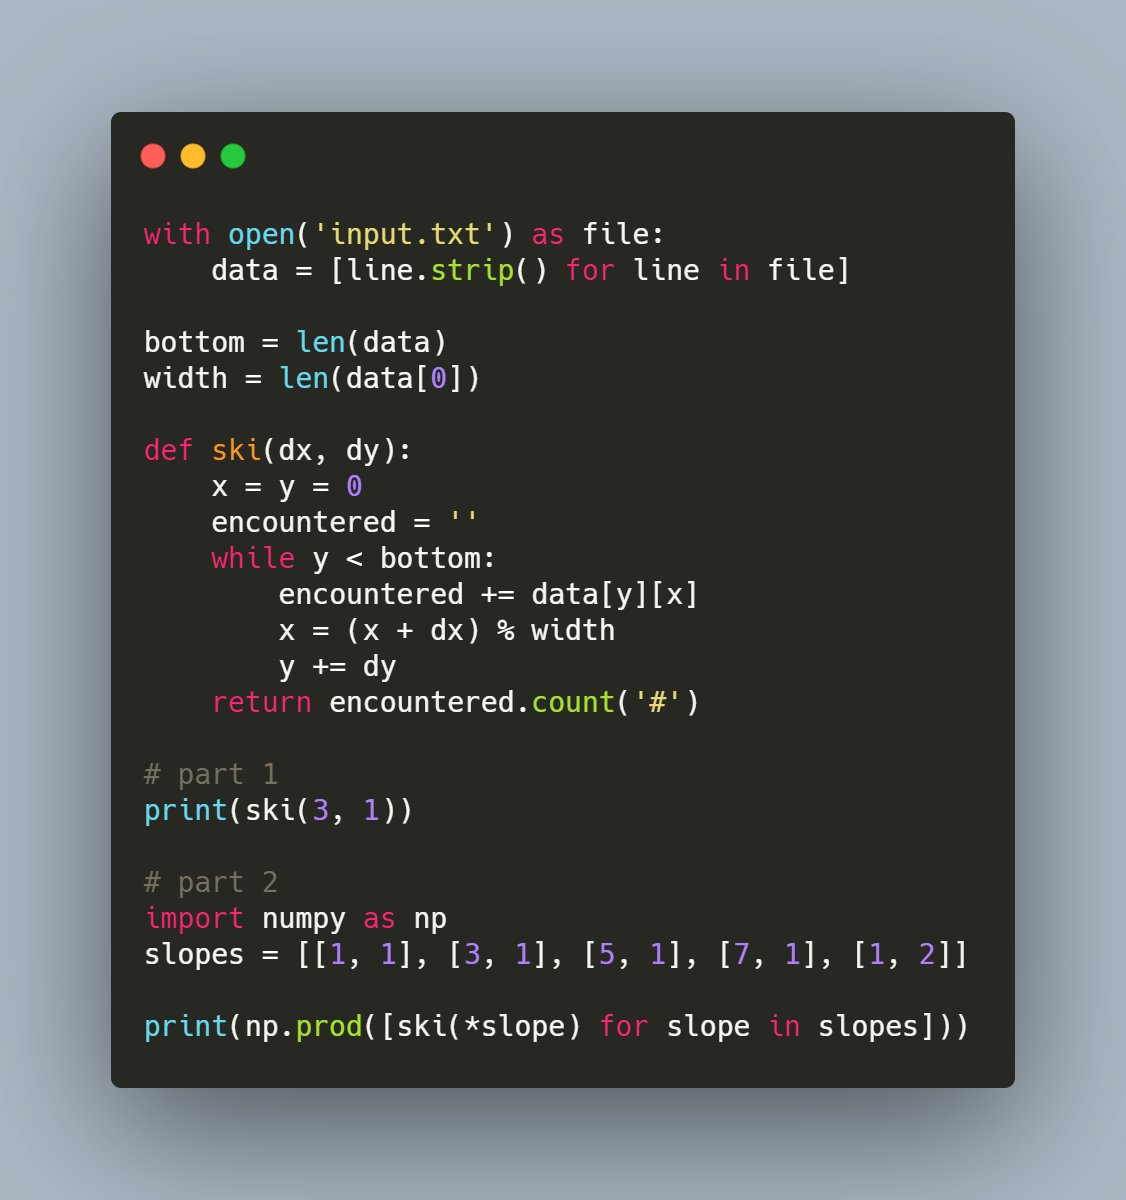 with open('input.txt') as file:
    data = [line.strip() for line in file]

bottom = len(data)
width = len(data[0])

def ski(dx, dy):
    x = y = 0
    encountered = ''
    while y < bottom:
        encountered += data[y][x]
        x = (x + dx) % width
        y += dy
    return encountered.count('#')

# part 1
print(ski(3, 1))

# part 2
import numpy as np
slopes = [[1, 1], [3, 1], [5, 1], [7, 1], [1, 2]]

print(np.prod([ski(*slope) for slope in slopes]))